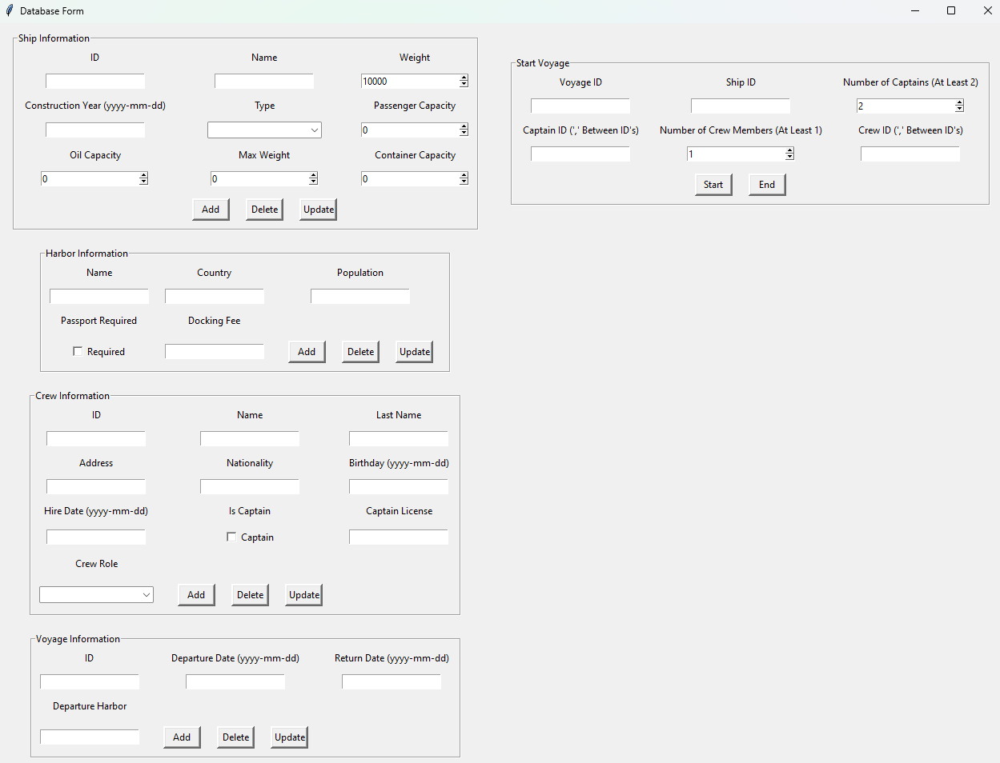 Database Form
Ship Information
ID Name Weight
10000
Construction Year (yyyy-mm-dd) Type Passenger Capacity
0
Oil Capacity Max Weight Container Capacity
0 0 0
Add Delete Update
Harbor Information
Name Country Population
Passport Required Docking Fee
Required Add Delete Update
Crew Information
ID Name Last Name
Address Nationality Birthday (yyyy-mm-dd)
Hire Date (yyyy-mm-dd) Is Captain Captain License
Captain
Crew Role
Add Delete Update
Voyage Information
ID Departure Date (yyyy-mm-dd) Return Date (yyyy-mm-dd)
Departure Harbor
Add Delete Update
Start Voyage
Voyage ID Ship ID Number of Captains (At Least 2)
2
Captain ID (',' Between ID's) Number of Crew Members (At Least 1) Crew ID (',' Between ID's)
1
Start End